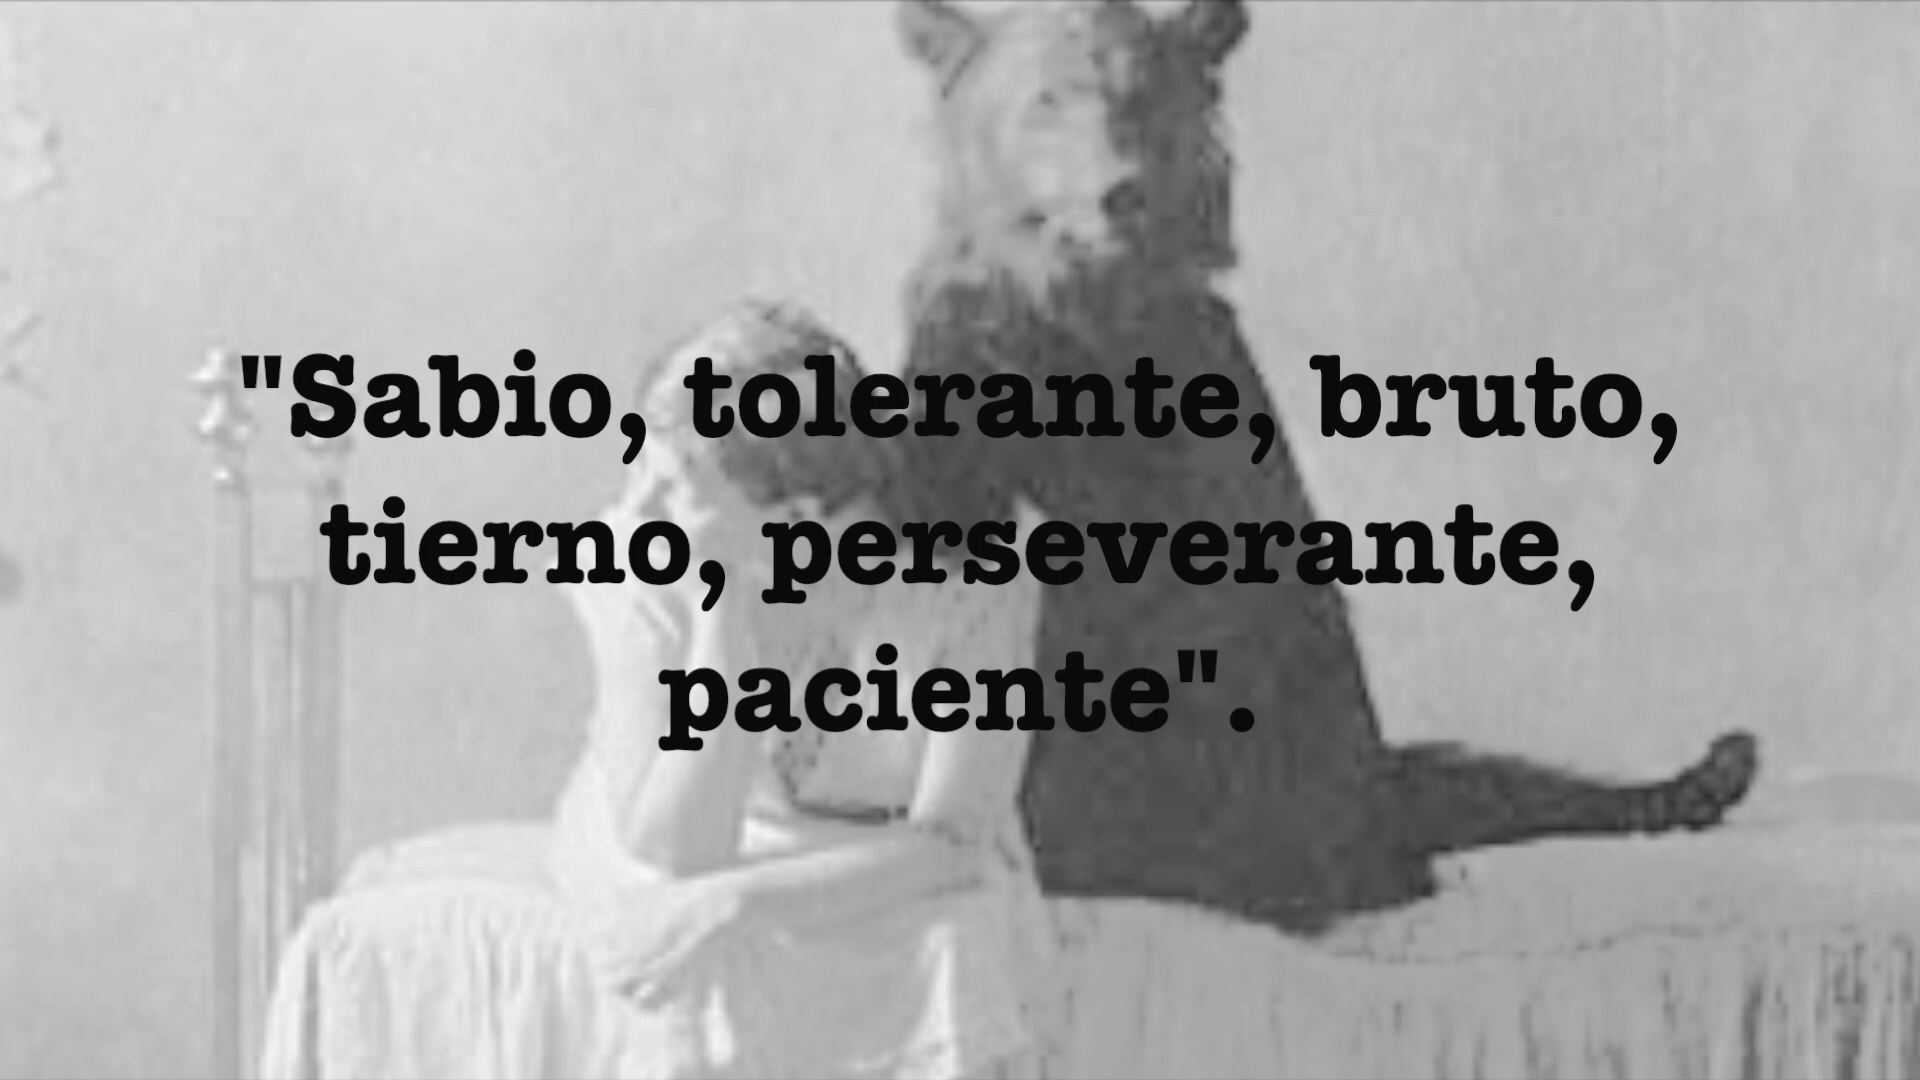 "Sabio, tolerante, bruto,
tierno, perseverante,
paciente".